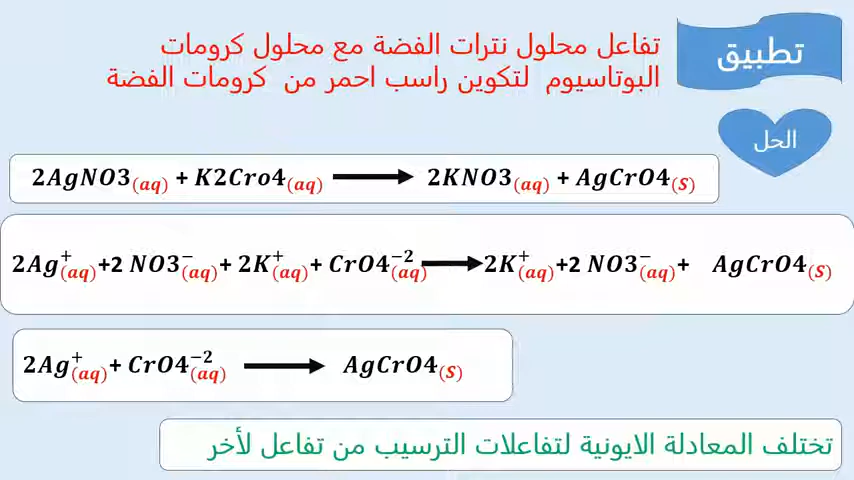 تطبيق
تفاعل محلول نترات الفضة مع محلول كرومات
البوتاسيوم لتكوين راسب احمر من كرومات الفضة
الحل
2AgNO3(aq) + K2Cro4(aq) ⟶ 2KNO3(aq) + AgCrO4(S)
2Ag⁺(aq)+2 NO3⁻(aq)+ 2K⁺(aq)+ CrO4⁻²(aq) ⟶ 2K⁺(aq)+2 NO3⁻(aq)+ AgCrO4(S)
2Ag⁺(aq)+ CrO4⁻²(aq) ⟶ AgCrO4(S)
تختلف المعادلة الايونية لتفاعلات الترسيب من تفاعل لأخر